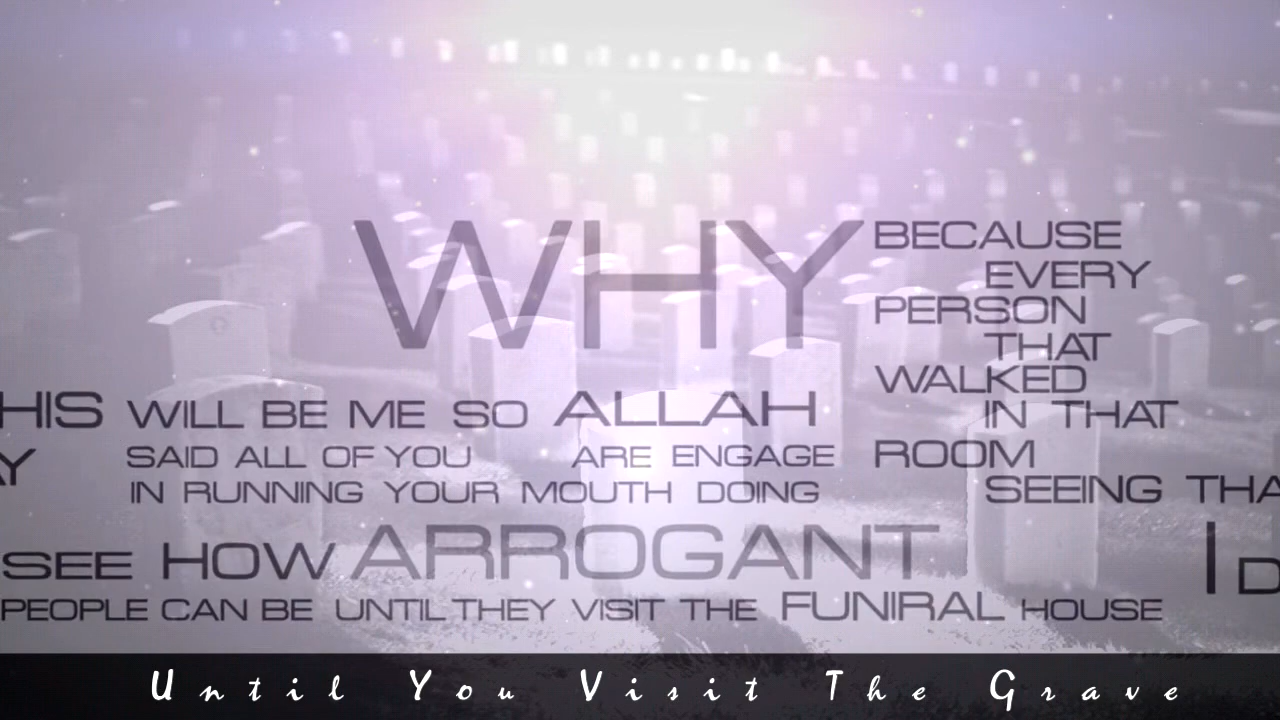 WHY
BECAUSE
EVERY
PERSON
THAT
WALKED
IN THAT
ROOM
SEEING THA
HIS WILL BE ME SO ALLAH
AY SAID ALL OF YOU ARE ENGAGE
IN RUNNING YOUR MOUTH DOING
SEE HOW ARROGANT
I D
PEOPLE CAN BE UNTIL THEY VISIT THE FUNIRAL HOUSE
Until You Visit The Grave